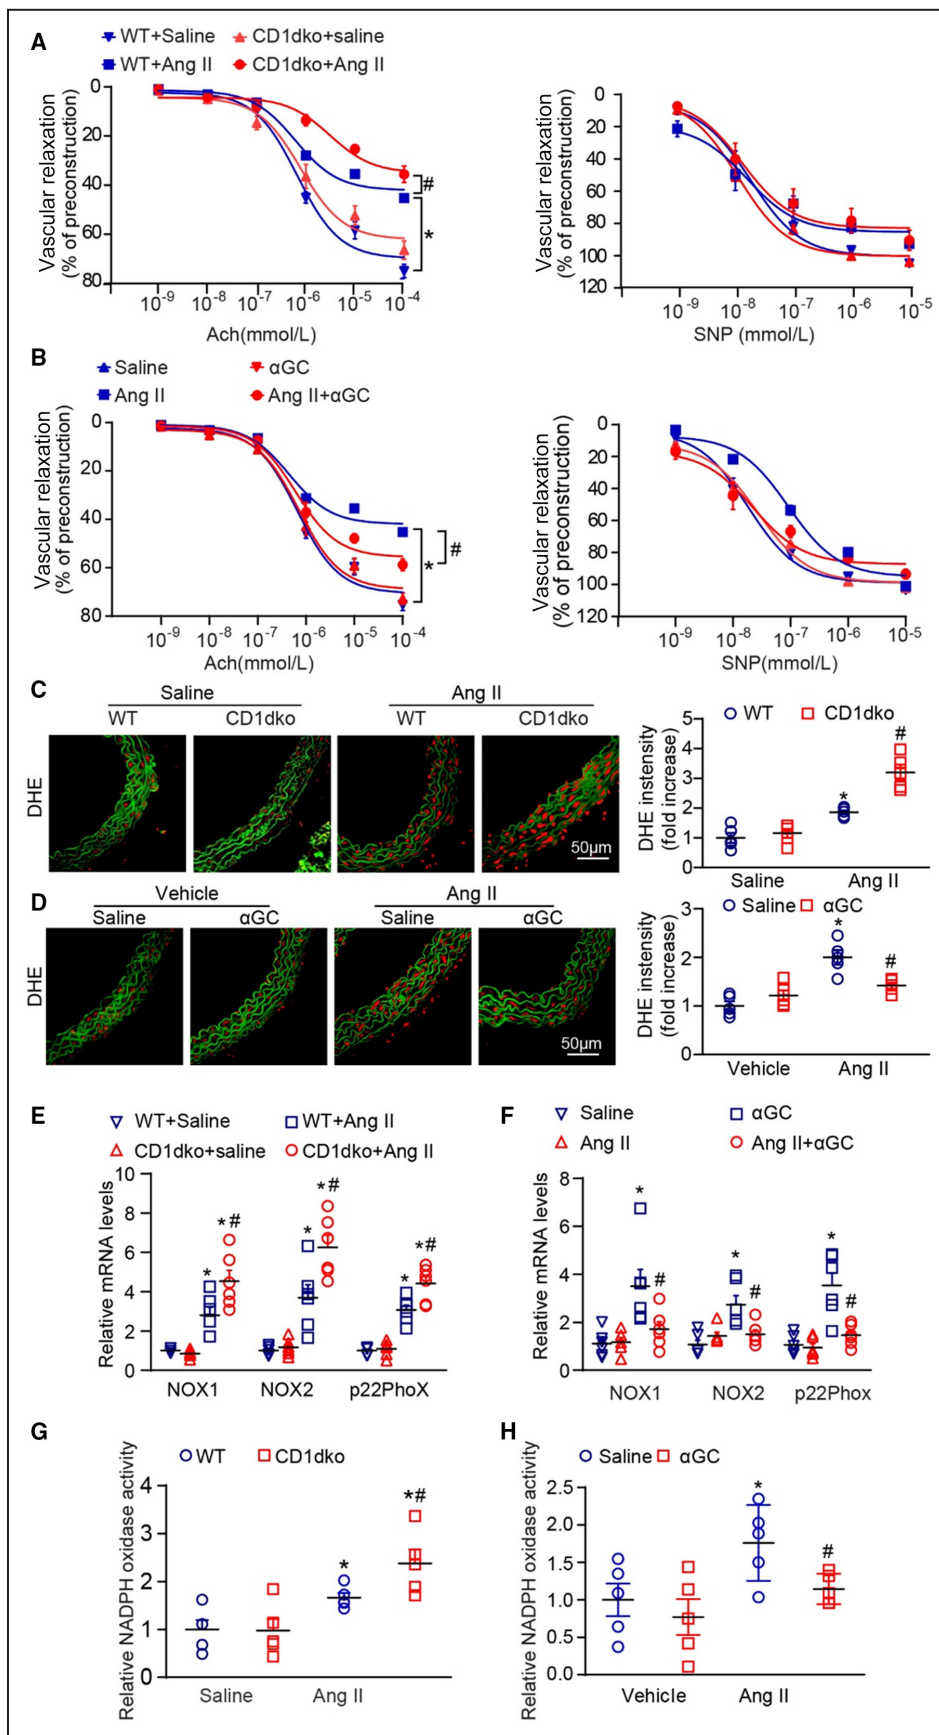 A
WT+Saline CD1dko+saline
WT+Ang II CD1dko+Ang II
Vascular relaxation
(% of preconstruction)
0
20
40
60
80
#
*
10-9 10-8 10-7 10-6 10-5 10-4
Ach(mmol/L)
Vascular relaxation
(% of preconstruction)
0
20
40
60
80
100
120
10-9 10-8 10-7 10-6 10-5
SNP (mmol/L)
B
Saline αGC
Ang II Ang II+αGC
Vascular relaxation
(% of preconstruction)
0
20
40
60
80
#
*
10-9 10-8 10-7 10-6 10-5 10-4
Ach(mmol/L)
Vascular relaxation
(% of preconstruction)
0
20
40
60
80
100
120
10-9 10-8 10-7 10-6 10-5
SNP(mmol/L)
C
Saline Ang II
WT CD1dko WT CD1dko
DHE
50μm
WT CD1dko
DHE instensity
(fold increase)
5
4
3
2
1
0
* #
Saline Ang II
D
Vehicle Ang II
Saline αGC Saline αGC
DHE
50μm
Saline αGC
DHE instensity
(fold increase)
3
2
1
0
* #
Vehicle Ang II
E
WT+Saline WT+Ang II
CD1dko+saline CD1dko+Ang II
Relative mRNA levels
10
8
6
4
2
0
* *# * *# * *#
NOX1 NOX2 p22PhoX
F
Saline αGC
Ang II Ang II+αGC
Relative mRNA levels
8
6
4
2
0
* # * # * #
NOX1 NOX2 p22Phox
G
WT CD1dko
Relative NADPH oxidase activity
4
3
2
1
0
* *#
Saline Ang II
H
Saline αGC
Relative NADPH oxidase activity
2.5
2.0
1.5
1.0
0.5
0.0
* #
Vehicle Ang II